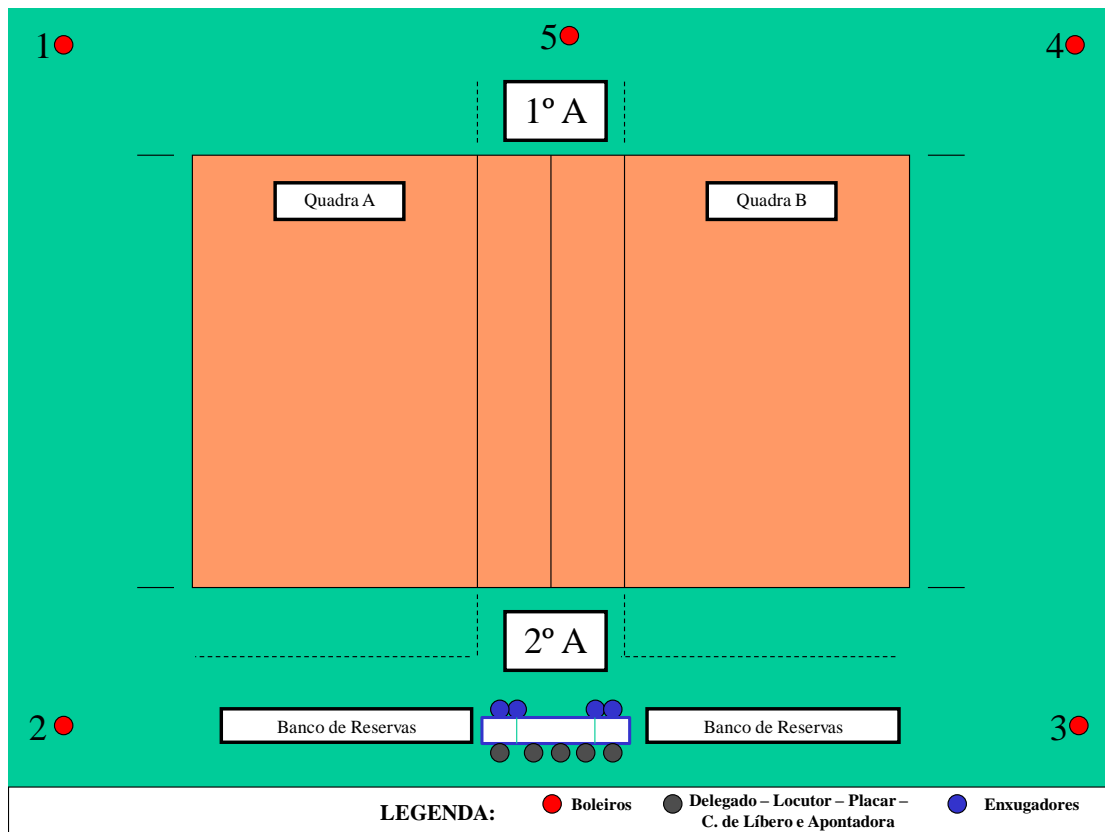 1
5
4
1º A
Quadra A
Quadra B
2º A
2
Banco de Reservas
Banco de Reservas
3
LEGENDA:
Boleiros
Delegado – Locutor – Placar –
C. de Líbero e Apontadora
Enxugadores